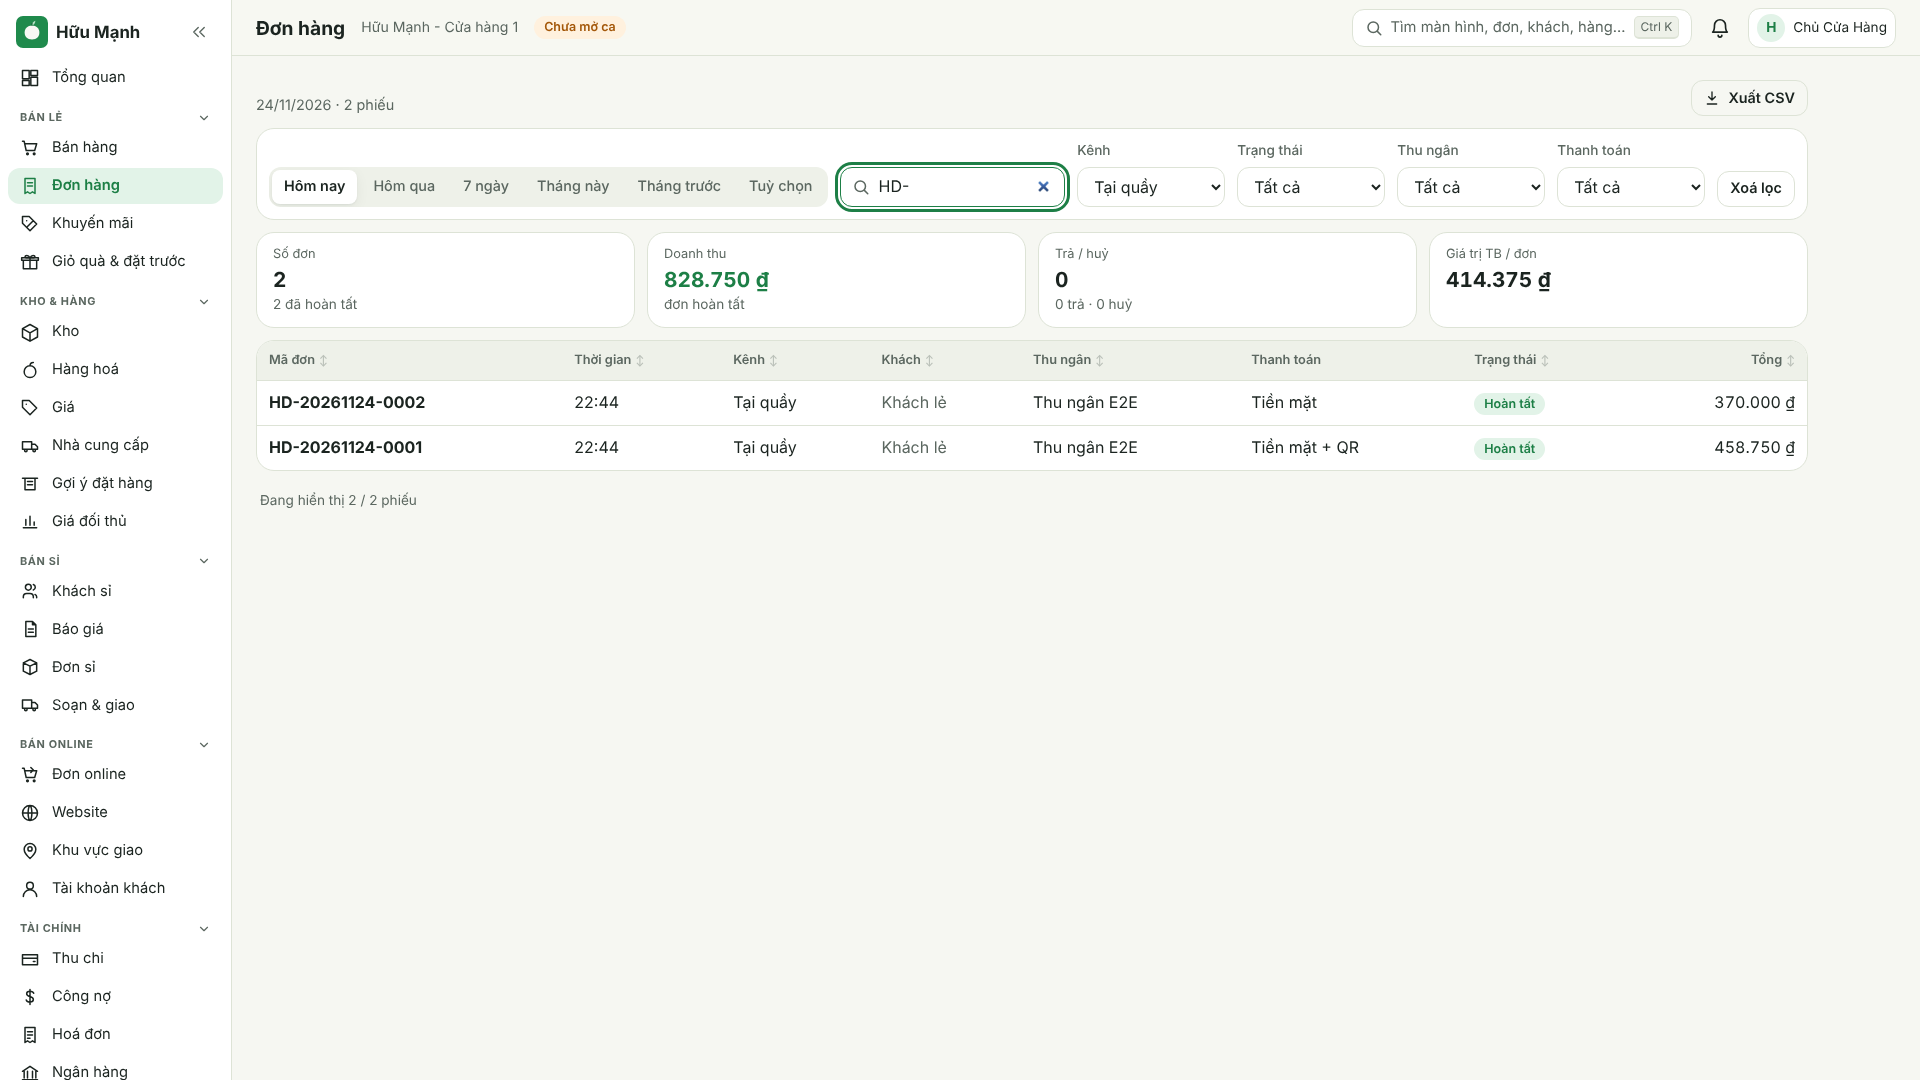 Hữu Mạnh
Tổng quan
BÁN LẺ
Bán hàng
Đơn hàng
Khuyến mãi
Giỏ quà & đặt trước
KHO & HÀNG
Kho
Hàng hoá
Giá
Nhà cung cấp
Gợi ý đặt hàng
Giá đối thủ
BÁN SỈ
Khách sỉ
Báo giá
Đơn sỉ
Soạn & giao
BÁN ONLINE
Đơn online
Website
Khu vực giao
Tài khoản khách
TÀI CHÍNH
Thu chi
Công nợ
Hoá đơn
Ngân hàng
Đơn hàng Hữu Mạnh - Cửa hàng 1 Chưa mở ca Tìm màn hình, đơn, khách, hàng... Ctrl K H Chủ Cửa Hàng
24/11/2026 · 2 phiếu Xuất CSV
Kênh Trạng thái Thu ngân Thanh toán
Hôm nay Hôm qua 7 ngày Tháng này Tháng trước Tuỳ chọn HD- Tại quầy Tất cả Tất cả Tất cả Xoá lọc
Số đơn Doanh thu Trả / huỷ Giá trị TB / đơn
2 828.750 ₫ 0 414.375 ₫
2 đã hoàn tất đơn hoàn tất 0 trả · 0 huỷ
Mã đơn Thời gian Kênh Khách Thu ngân Thanh toán Trạng thái Tổng
HD-20261124-0002 22:44 Tại quầy Khách lẻ Thu ngân E2E Tiền mặt Hoàn tất 370.000 ₫
HD-20261124-0001 22:44 Tại quầy Khách lẻ Thu ngân E2E Tiền mặt + QR Hoàn tất 458.750 ₫
Đang hiển thị 2 / 2 phiếu